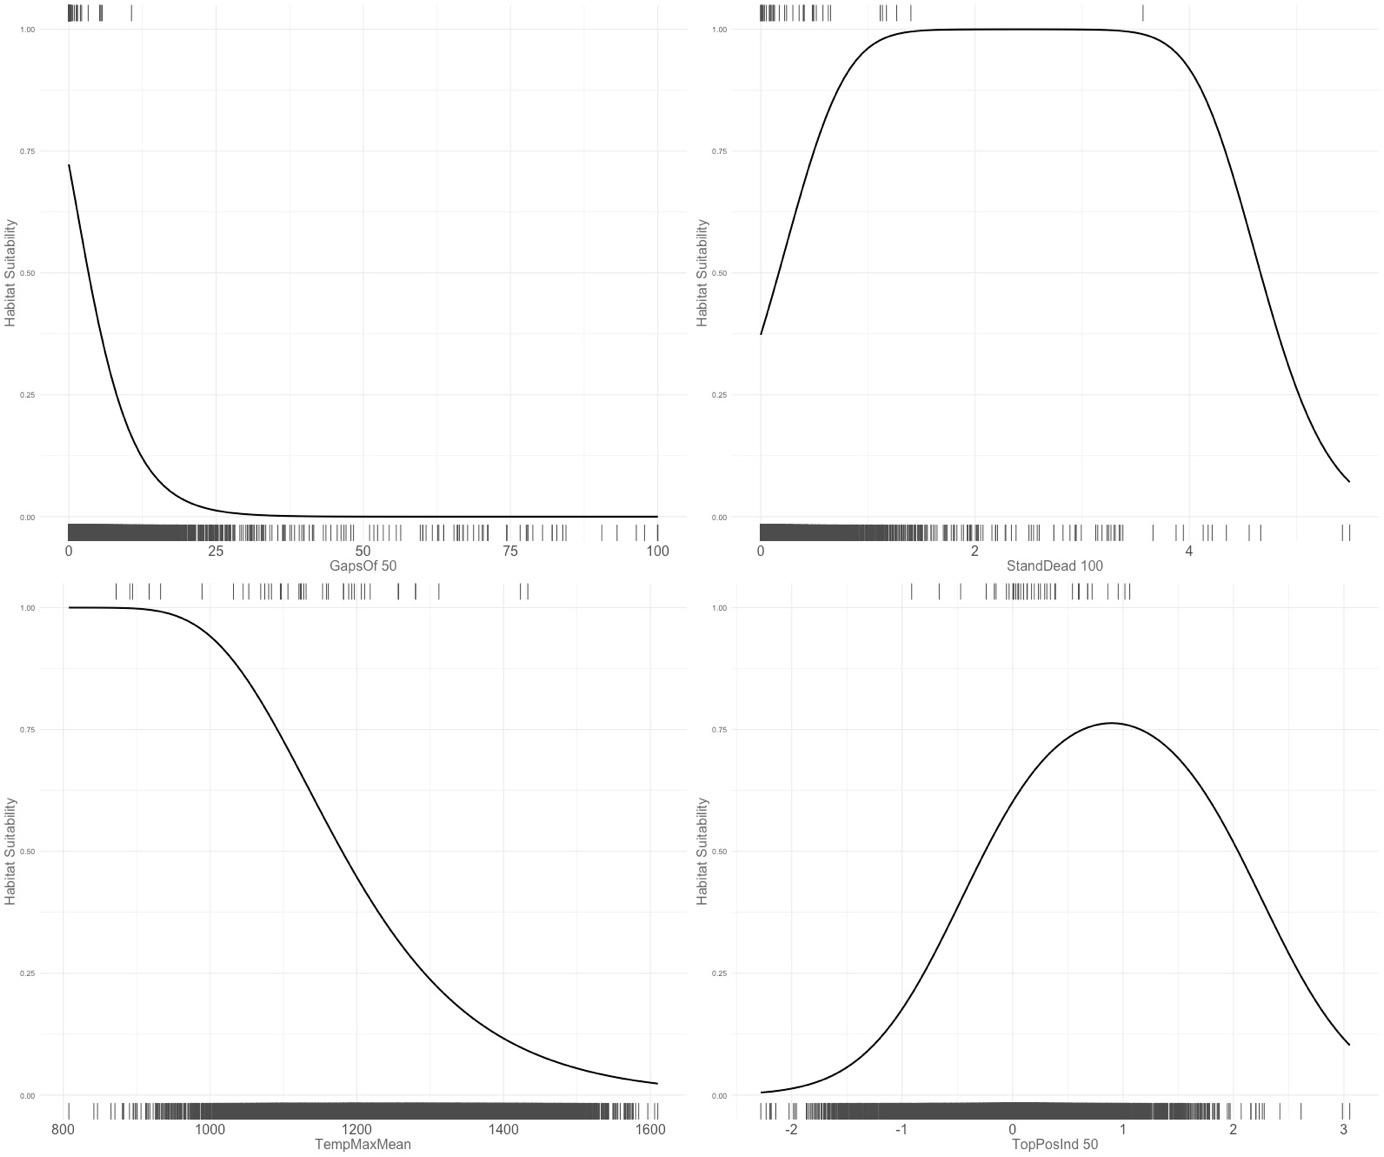 1.00
0.75
0.50
0.25
0.00
Habitat Suitability
0 25 50 75 100
GapsOf 50
1.00
0.75
0.50
0.25
0.00
Habitat Suitability
0 2 4
StandDead 100
1.00
0.75
0.50
0.25
0.00
Habitat Suitability
800 1000 1200 1400 1600
TempMaxMean
1.00
0.75
0.50
0.25
0.00
Habitat Suitability
-2 -1 0 1 2 3
TopPosInd 50